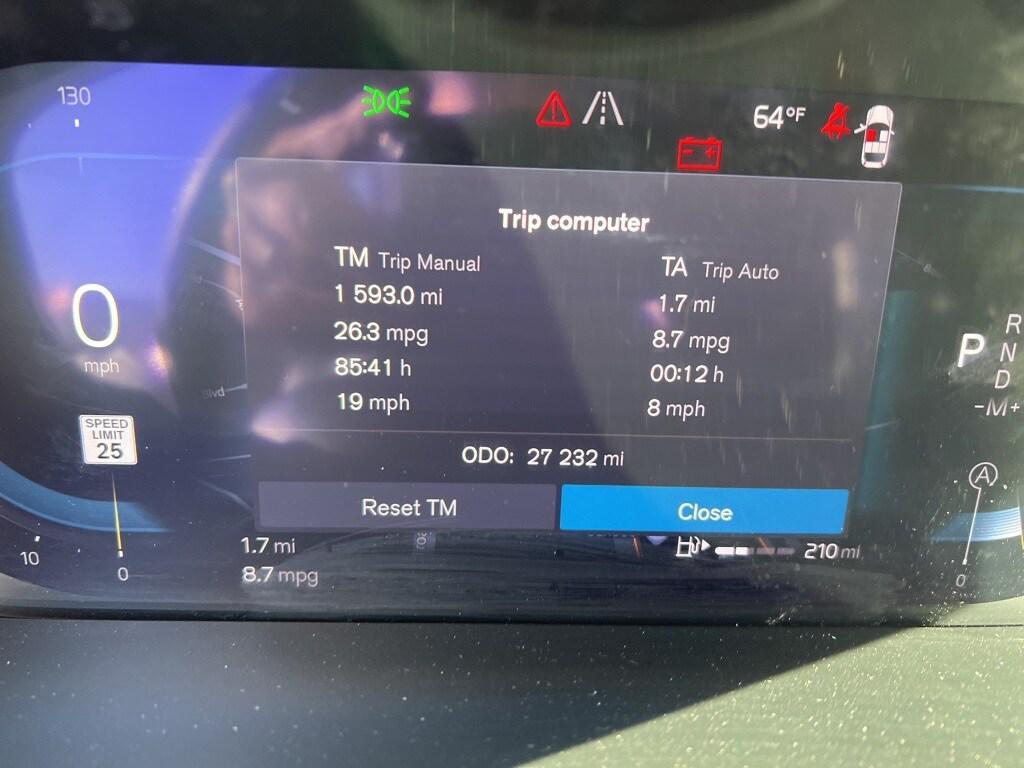 130
64°F
Trip computer
TM Trip Manual
TA Trip Auto
1 593.0 mi
1.7 mi
26.3 mpg
8.7 mpg
85:41 h
00:12 h
19 mph
8 mph
ODO: 27 232 mi
Reset TM
Close
0
mph
SPEED
LIMIT
25
Blvd
R
P
N
D
-M+
A
10
0
1.7 mi
8.7 mpg
210 mi
0